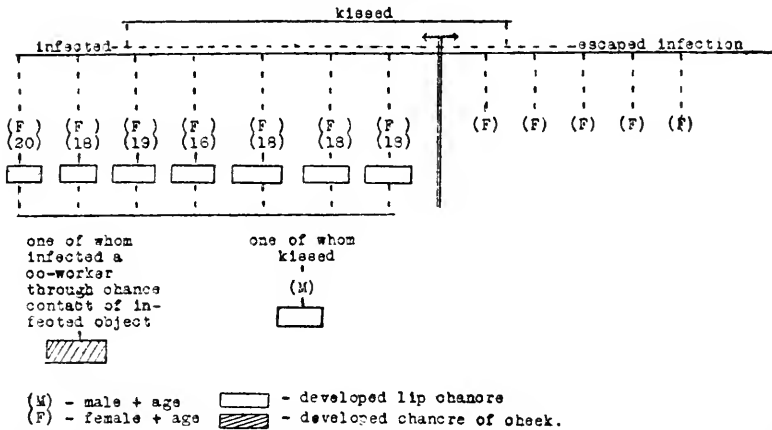 kissed
infected
escaped infection
(F) (F) (F) (F) (F) (F) (F) (F) (F) (F) (F) (F)
(20) (18) (19) (16) (18) (18) (18)
one of whom
infected a
co-worker
through chance
contact of in-
fected object
one of whom
kissed
(M)
(M) - male + age
- developed lip chancre
(F) - female + age
- developed chancre of cheek.